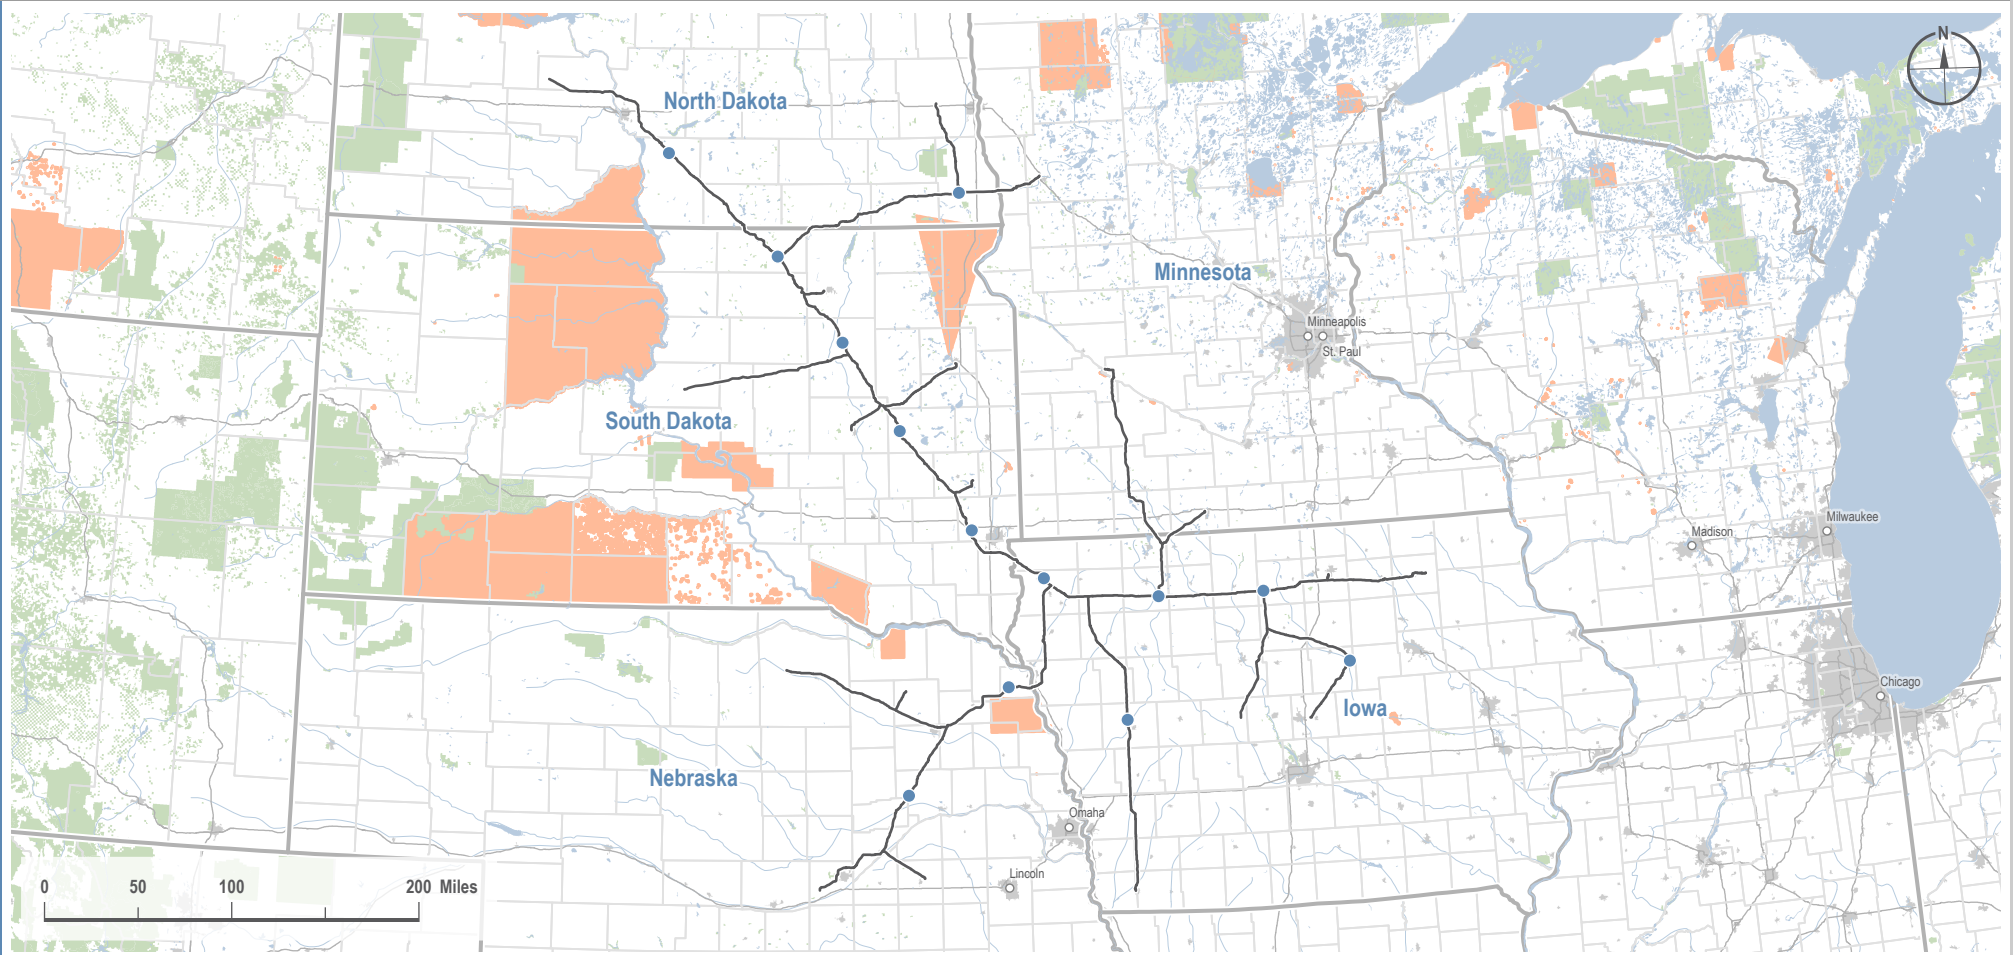 N
North Dakota
Minnesota
Minneapolis
St. Paul
South Dakota
Milwaukee
Madison
Chicago
Iowa
Nebraska
Omaha
Lincoln
0 50 100 200 Miles